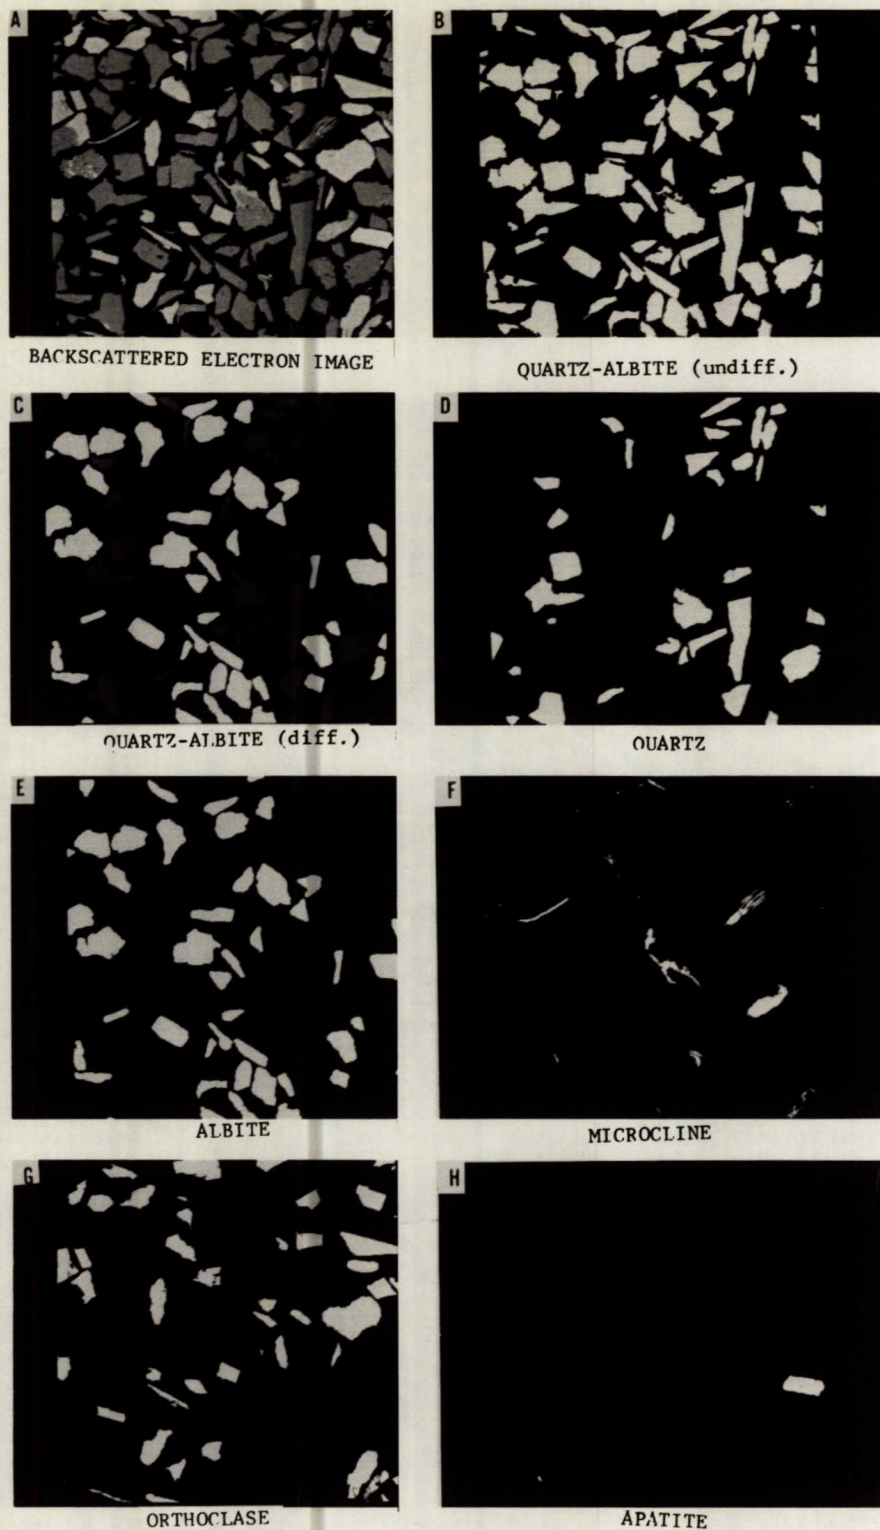 A
B
BACKSCATTERED ELECTRON IMAGE
QUARTZ-ALBITE (undiff.)
C
D
QUARTZ-ALBITE (diff.)
QUARTZ
E
F
ALBITE
MICROCLINE
G
H
ORTHOCLASE
APATITE